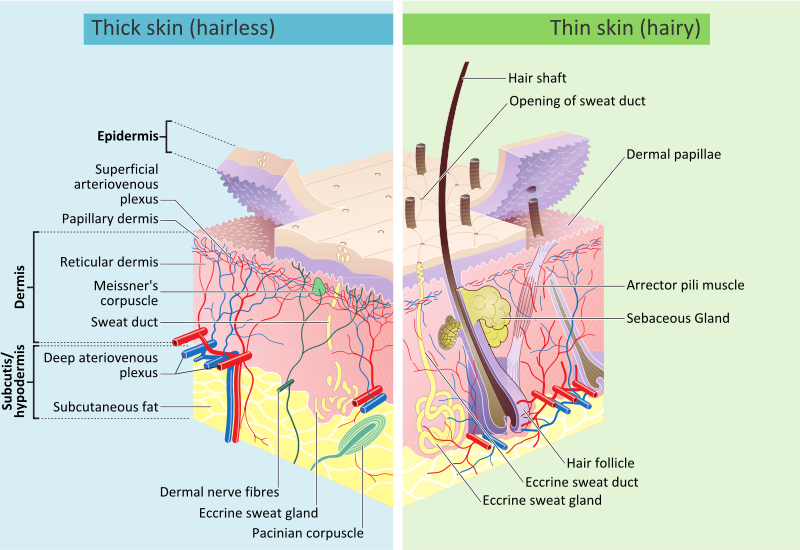 Thick skin (hairless)
Thin skin (hairy)
Epidermis
Superficial
arteriovenous
plexus
Papillary dermis
Dermis
Reticular dermis
Meissner's
corpuscle
Sweat duct
Subcutis/
hypodermis
Deep ateriovenous
plexus
Subcutaneous fat
Dermal nerve fibres
Eccrine sweat gland
Pacinian corpuscle
Hair shaft
Opening of sweat duct
Dermal papillae
Arrector pili muscle
Sebaceous Gland
Hair follicle
Eccrine sweat duct
Eccrine sweat gland